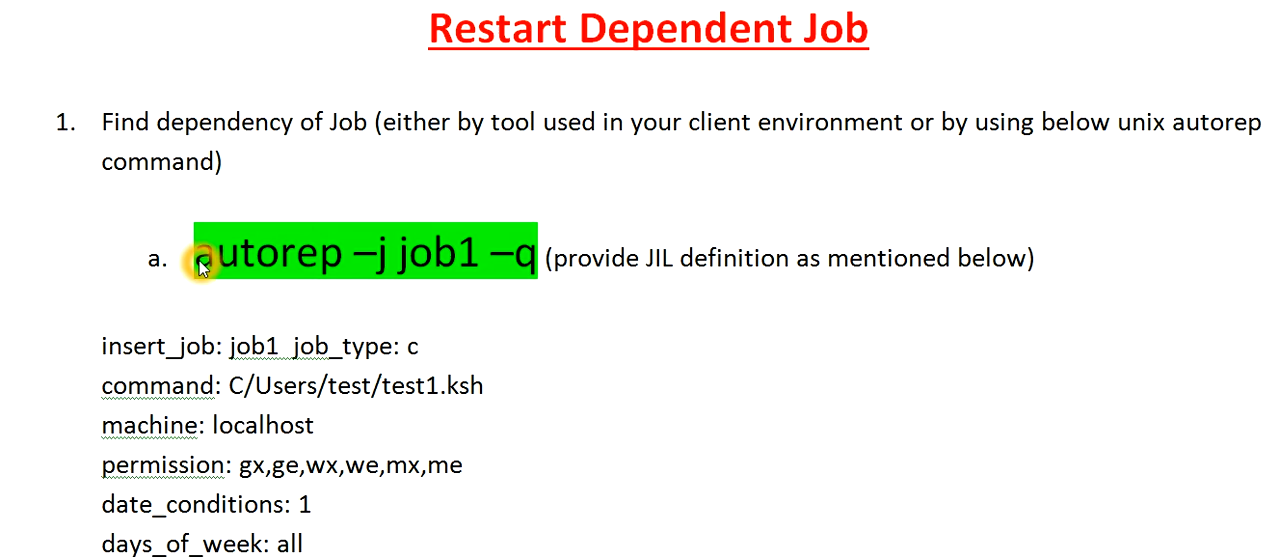 Restart Dependent Job
1. Find dependency of Job (either by tool used in your client environment or by using below unix autorep
command)
a. autorep –j job1 –q (provide JIL definition as mentioned below)
insert_job: job1 job_type: c
command: C/Users/test/test1.ksh
machine: localhost
permission: gx,ge,wx,we,mx,me
date_conditions: 1
days_of_week: all